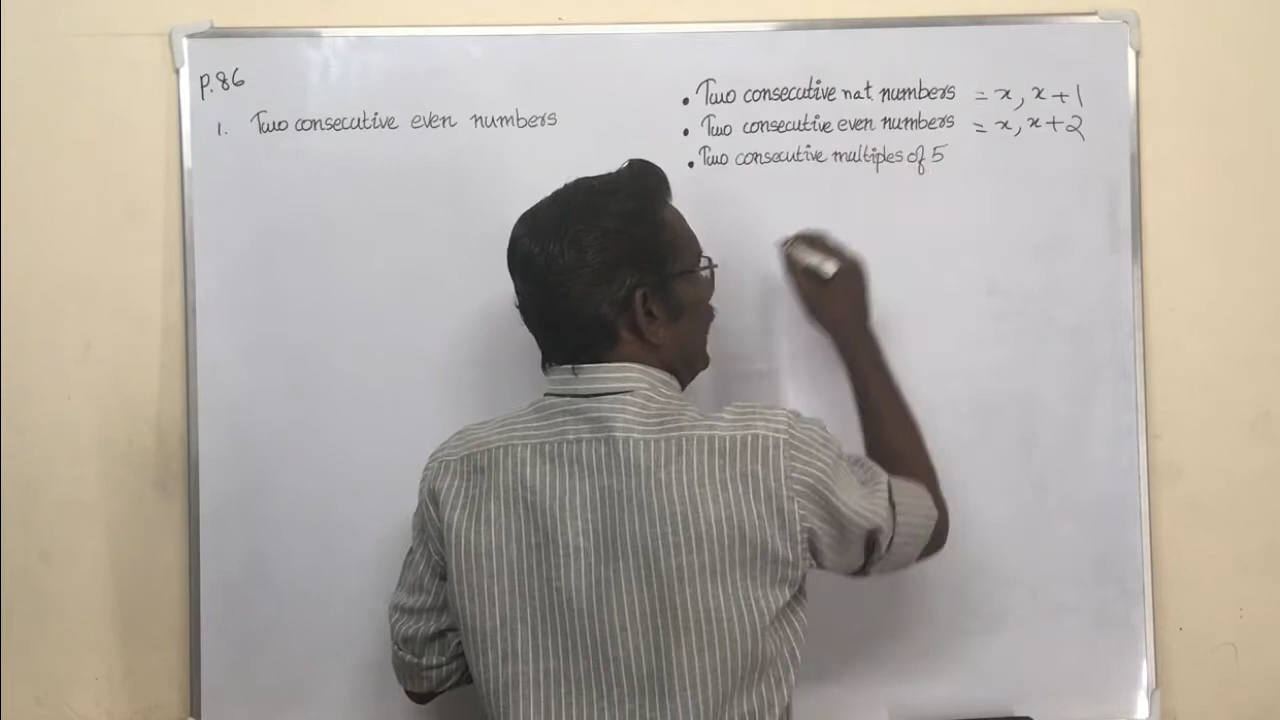 P.86
1. Two consecutive even numbers
• Two consecutive nat. numbers = x, x+1
• Two consecutive even numbers = x, x+2
• Two consecutive multiples of 5